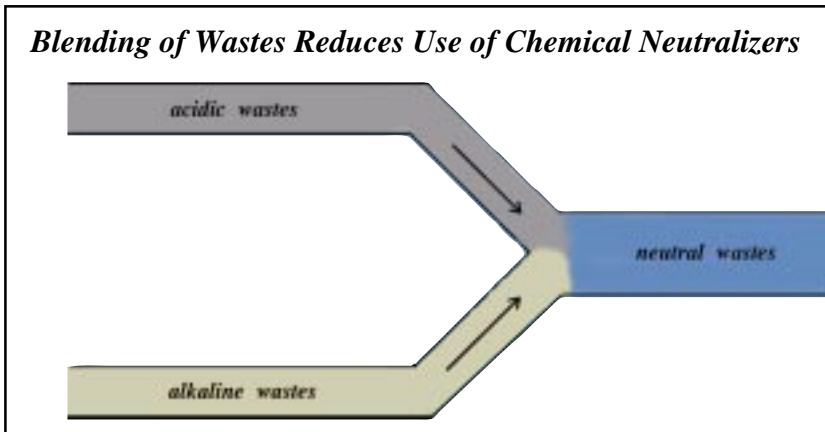 Blending of Wastes Reduces Use of Chemical Neutralizers
acidic wastes
neutral wastes
alkaline wastes